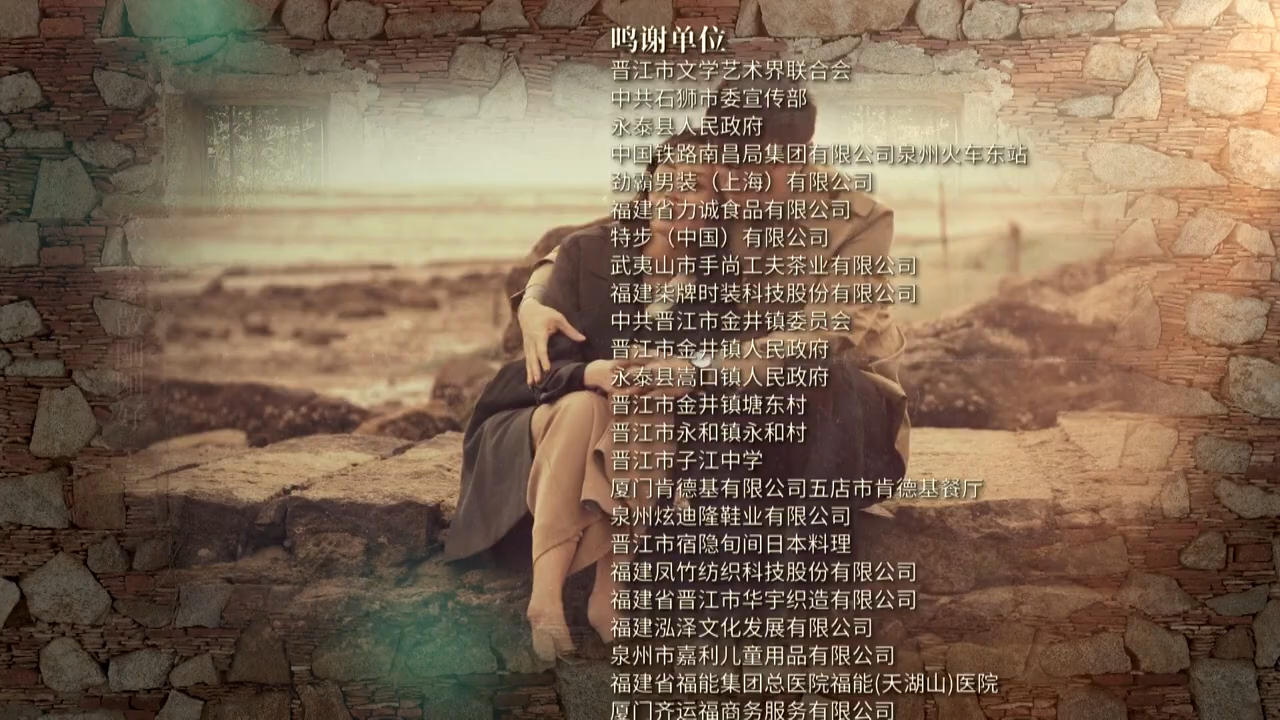 鸣谢单位
晋江市文学艺术界联合会
中共石狮市委宣传部
永泰县人民政府
中国铁路南昌局集团有限公司泉州火车东站
劲霸男装（上海）有限公司
福建省力诚食品有限公司
特步（中国）有限公司
武夷山市手尚工夫茶业有限公司
福建柒牌时装科技股份有限公司
中共晋江市金井镇委员会
晋江市金井镇人民政府
永泰县嵩口镇人民政府
晋江市金井镇塘东村
晋江市永和镇永和村
晋江市子江中学
厦门肯德基有限公司五店市肯德基餐厅
泉州炫迪隆鞋业有限公司
晋江市宿隐旬间日本料理
福建凤竹纺织科技股份有限公司
福建省晋江市华宇织造有限公司
福建泓泽文化发展有限公司
泉州市嘉利儿童用品有限公司
福建省福能集团总医院福能(天湖山)医院
厦门齐运福商务服务有限公司